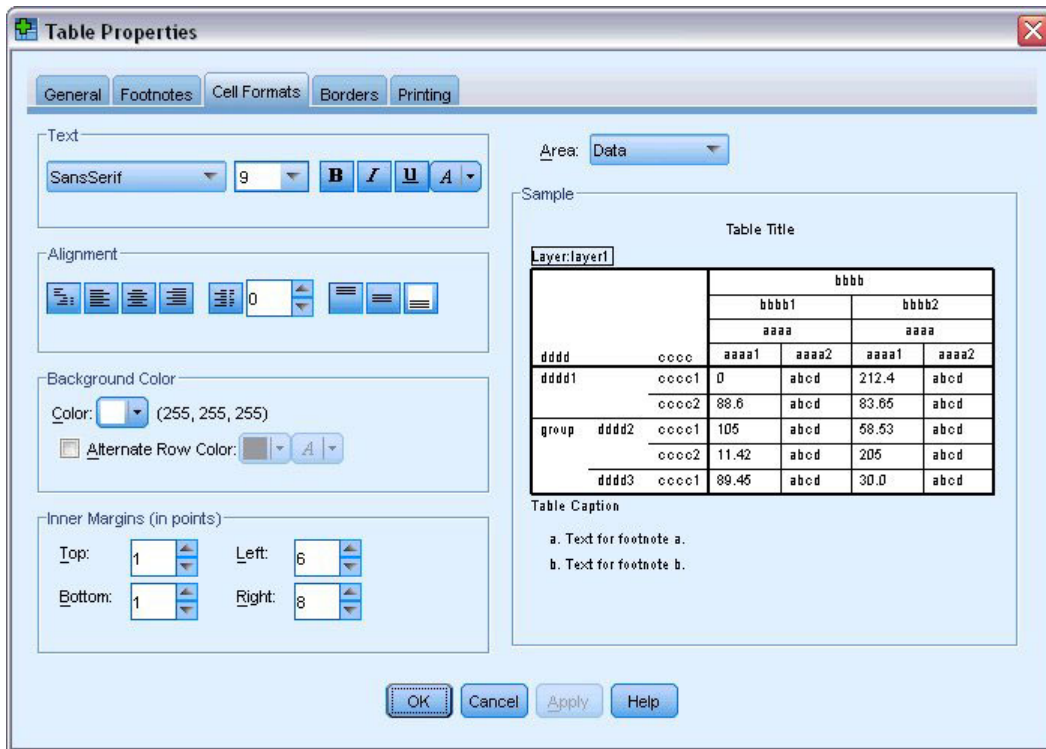 Table Properties
General Footnotes Cell Formats Borders Printing
Text
SansSerif 9 B I u A
Alignment
0
Background Color
Color: (255, 255, 255)
Alternate Row Color: A
Inner Margins (in points)
Top: 1 Left: 6
Bottom: 1 Right: 8
Area: Data
Sample
Table Title
Layer:layer1
bbbb
bbbb1 bbbb2
aaaa aaaa
dddd cccc aaaa1 aaaa2 aaaa1 aaaa2
dddd1 cccc1 0 abcd 212.4 abcd
cccc2 88.6 abcd 83.65 abcd
group dddd2 cccc1 105 abcd 58.53 abcd
cccc2 11.42 abcd 205 abcd
dddd3 cccc1 89.45 abcd 30.0 abcd
Table Caption
a. Text for footnote a.
b. Text for footnote b.
OK Cancel Apply Help